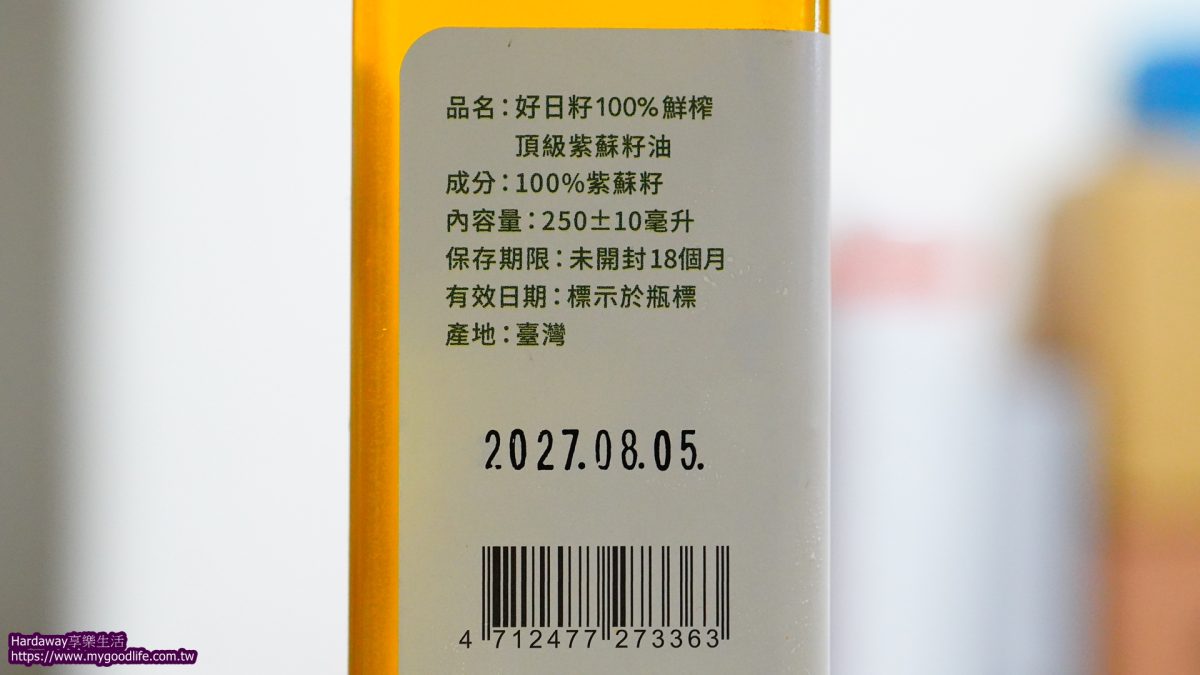 品名：好日籽100%鮮榨
頂級紫蘇籽油
成分：100%紫蘇籽
內容量：250±10毫升
保存期限：未開封18個月
有效日期：標示於瓶標
產地：臺灣
2027.08.05.
4 712477 273363
Hardaway享樂生活
https://www.mygoodlife.com.tw